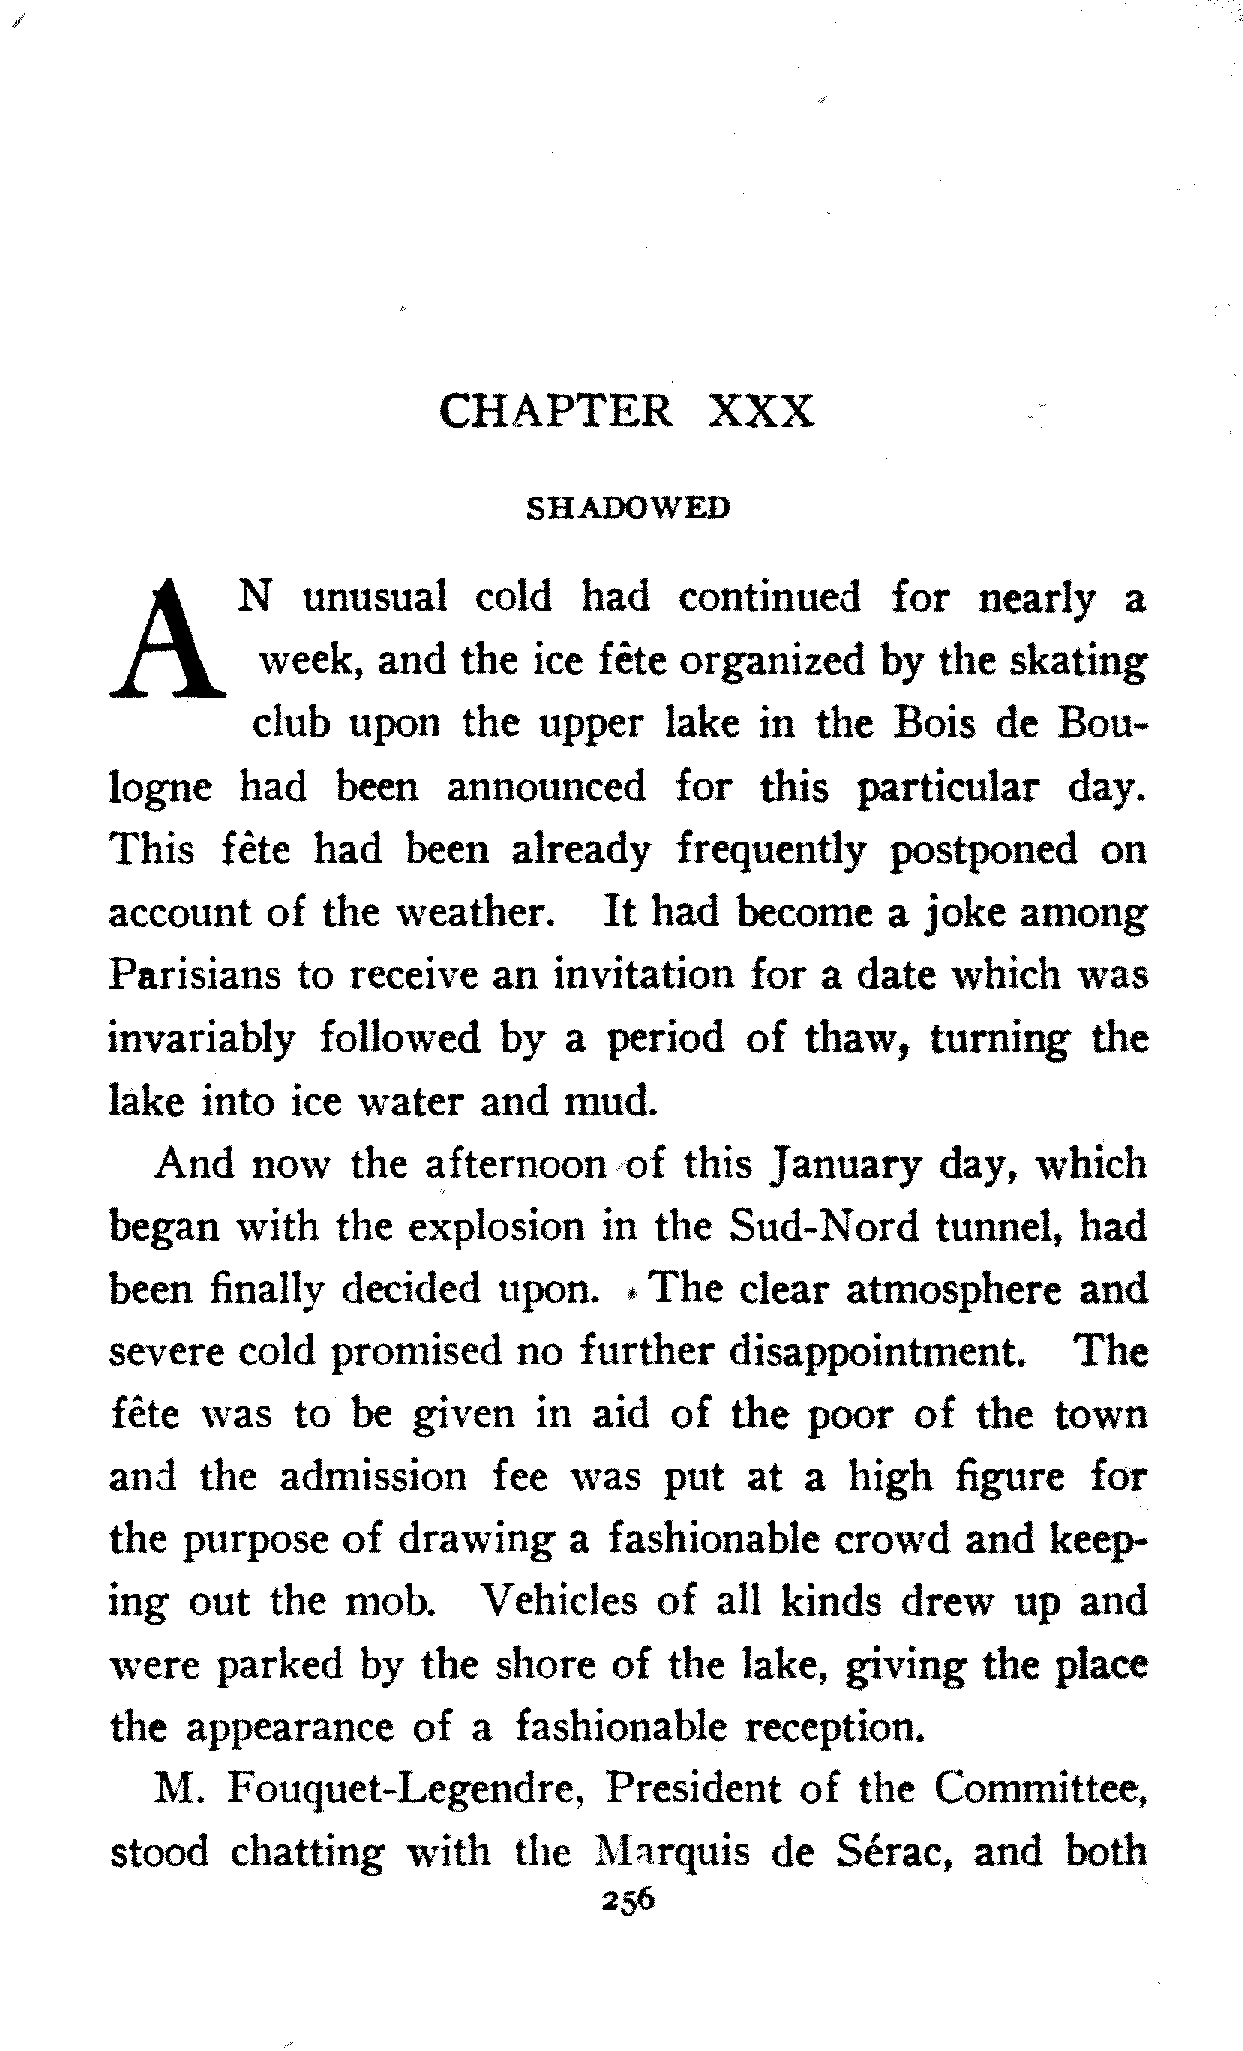 CHAPTER XXX
SHADOWED
AN unusual cold had continued for nearly a
week, and the ice fête organized by the skating
club upon the upper lake in the Bois de Bou-
logne had been announced for this particular day.
This fête had been already frequently postponed on
account of the weather. It had become a joke among
Parisians to receive an invitation for a date which was
invariably followed by a period of thaw, turning the
lake into ice water and mud.
And now the afternoon of this January day, which
began with the explosion in the Sud-Nord tunnel, had
been finally decided upon. The clear atmosphere and
severe cold promised no further disappointment. The
fête was to be given in aid of the poor of the town
and the admission fee was put at a high figure for
the purpose of drawing a fashionable crowd and keep-
ing out the mob. Vehicles of all kinds drew up and
were parked by the shore of the lake, giving the place
the appearance of a fashionable reception.
M. Fouquet-Legendre, President of the Committee,
stood chatting with the Marquis de Sérac, and both
256